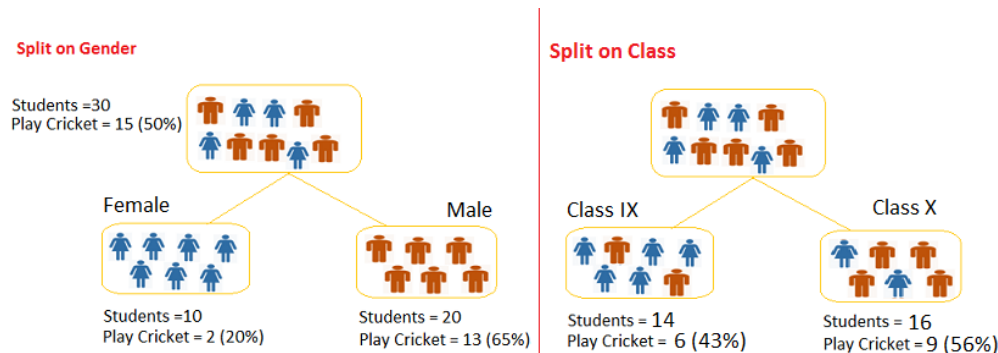 Split on Gender
Students =30
Play Cricket = 15 (50%)
Female
Male
Students =10
Play Cricket = 2 (20%)
Students = 20
Play Cricket = 13 (65%)
Split on Class
Class IX
Class X
Students = 14
Play Cricket = 6 (43%)
Students = 16
Play Cricket = 9 (56%)